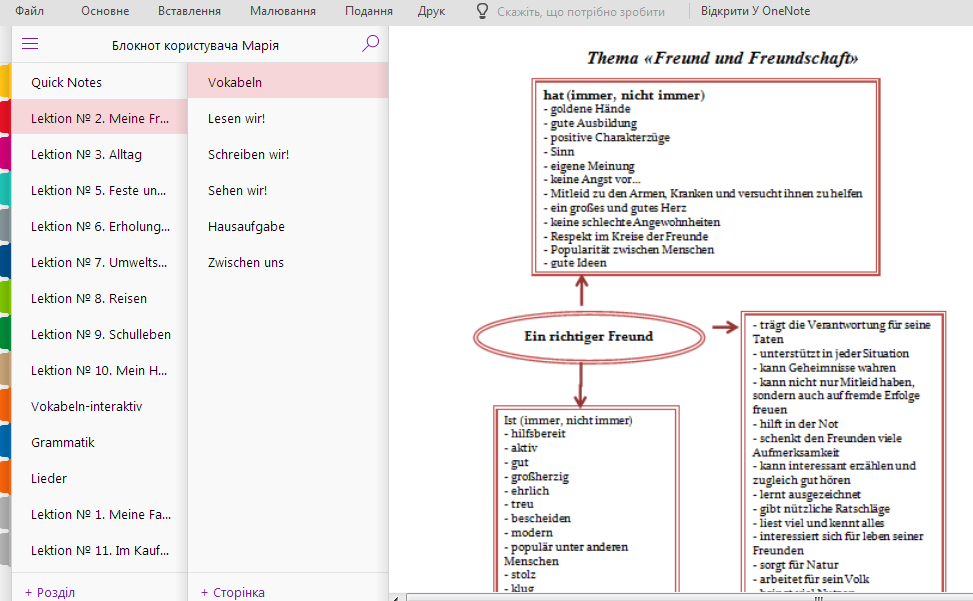 Файл Основне Вставлення Малювання Подання Друк Скажіть, що потрібно зробити Відкрити У OneNote
Блокнот користувача Марія
Quick Notes
Lektion № 2. Meine Fr...
Lektion № 3. Alltag
Lektion № 5. Feste un...
Lektion № 6. Erholung...
Lektion № 7. Umwelts...
Lektion № 8. Reisen
Lektion № 9. Schulleben
Lektion № 10. Mein H...
Vokabeln-interaktiv
Grammatik
Lieder
Lektion № 1. Meine Fa...
Lektion № 11. Im Kauf...
+ Розділ
Vokabeln
Lesen wir!
Schreiben wir!
Sehen wir!
Hausaufgabe
Zwischen uns
+ Сторінка
Thema «Freund und Freundschaft»
hat (immer, nicht immer)
- goldene Hände
- gute Ausbildung
- positive Charakterzüge
- Sinn
- eigene Meinung
- keine Angst vor...
- Mitleid zu den Armen, Kranken und versucht ihnen zu helfen
- ein großes und gutes Herz
- keine schlechte Angewohnheiten
- Respekt im Kreise der Freunde
- Popularität zwischen Menschen
- gute Ideen
Ein richtiger Freund
- trägt die Verantwortung für seine
Taten
- unterstützt in jeder Situation
- kann Geheimnisse wahren
- kann nicht nur Mitleid haben,
sondern auch auf fremde Erfolge
freuen
- hilft in der Not
- schenkt den Freunden viele
Aufmerksamkeit
- kann interessant erzählen und
zugleich gut hören
- lernt ausgezeichnet
- gibt nützliche Ratschläge
- liest viel und kennt alles
- interessiert sich für leben seiner
Freunden
- sorgt für Natur
- arbeitet für sein Volk
- bringt viel Nutzen
Ist (immer, nicht immer)
- hilfsbereit
- aktiv
- gut
- großherzig
- ehrlich
- treu
- bescheiden
- modern
- populär unter anderen
Menschen
- stolz
- klug